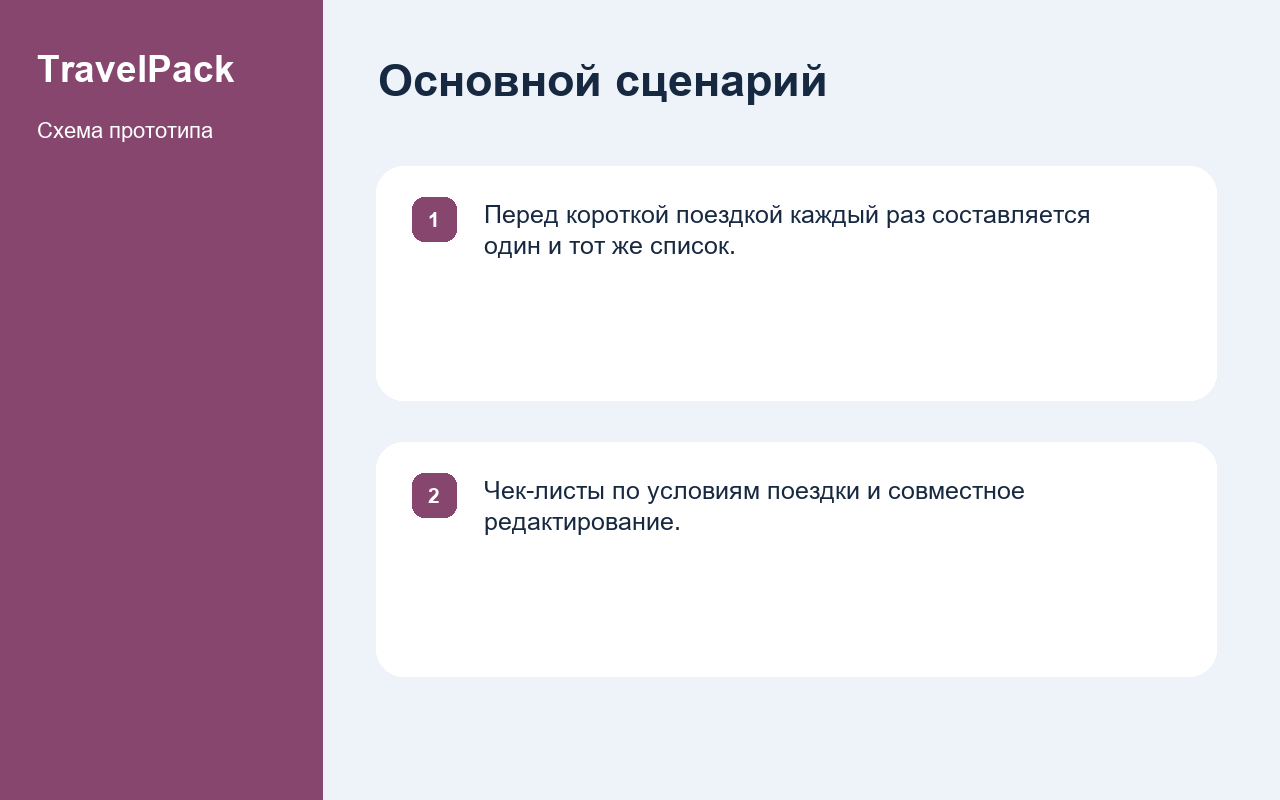 TravelPack
Схема прототипа
Основной сценарий
1
Перед короткой поездкой каждый раз составляется
один и тот же список.
2
Чек-листы по условиям поездки и совместное
редактирование.